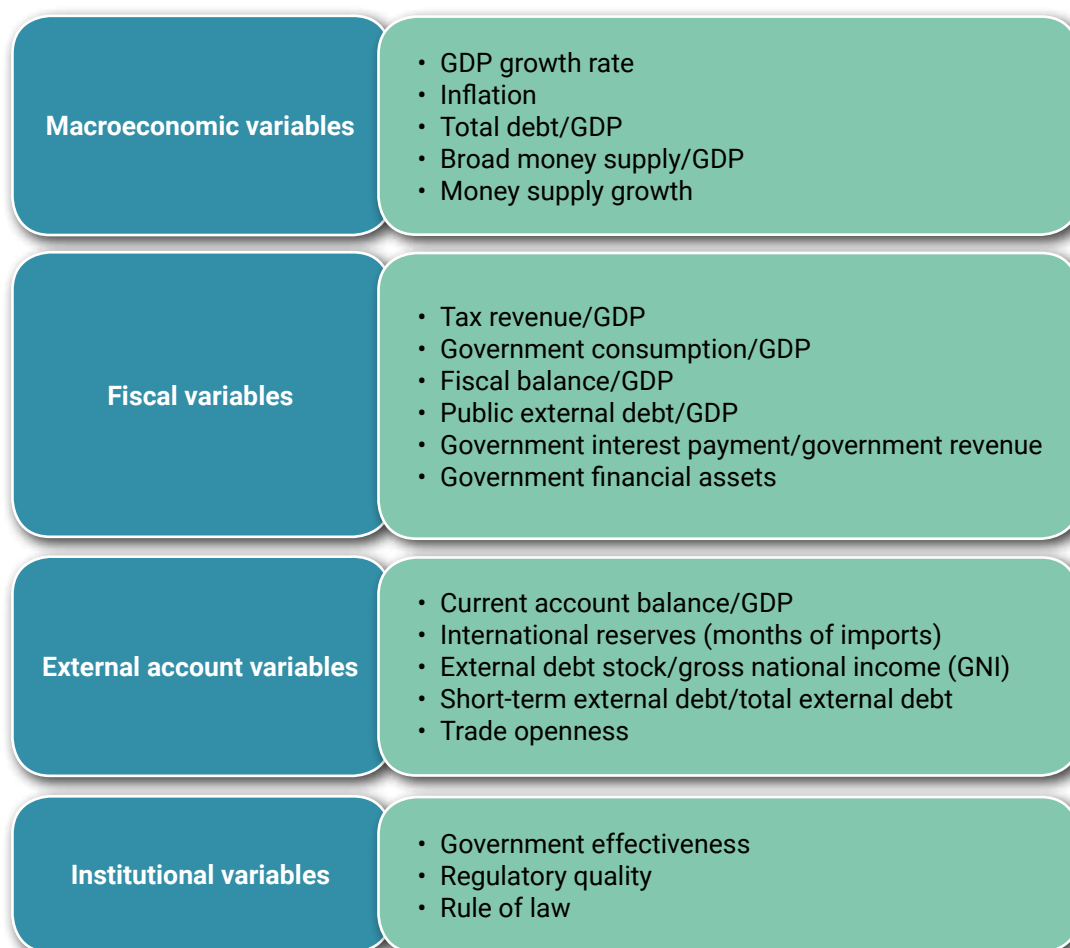 Macroeconomic variables
• GDP growth rate
• Inflation
• Total debt/GDP
• Broad money supply/GDP
• Money supply growth
Fiscal variables
• Tax revenue/GDP
• Government consumption/GDP
• Fiscal balance/GDP
• Public external debt/GDP
• Government interest payment/government revenue
• Government financial assets
External account variables
• Current account balance/GDP
• International reserves (months of imports)
• External debt stock/gross national income (GNI)
• Short-term external debt/total external debt
• Trade openness
Institutional variables
• Government effectiveness
• Regulatory quality
• Rule of law